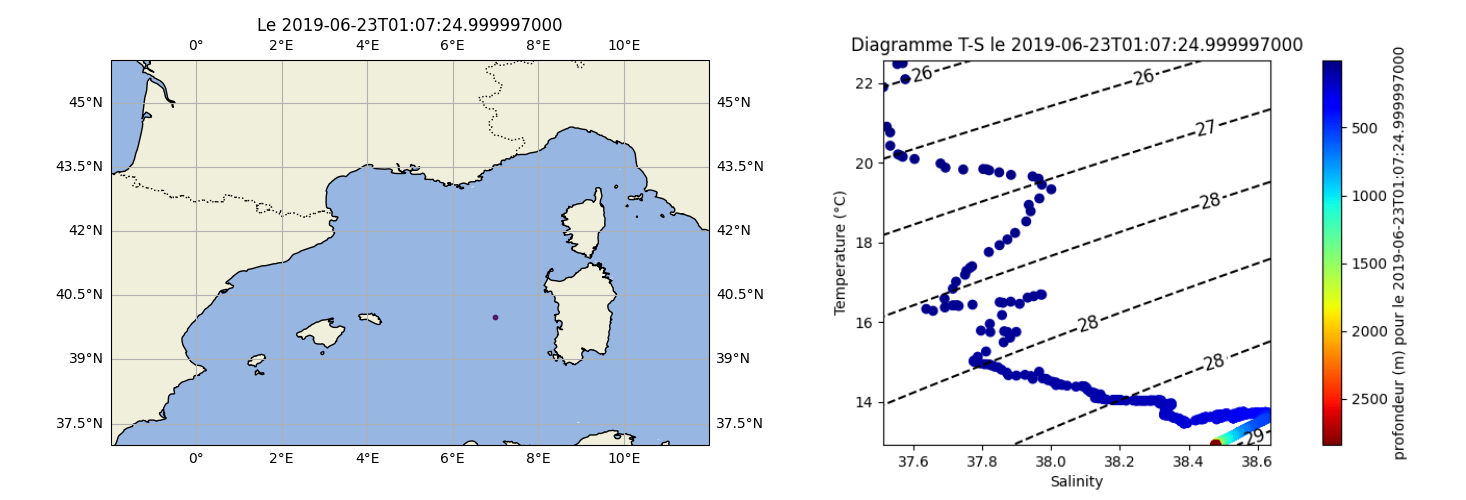 Le 2019-06-23T01:07:24.999997000
0° 2°E 4°E 6°E 8°E 10°E
45°N 45°N
43.5°N 43.5°N
42°N 42°N
40.5°N 40.5°N
39°N 39°N
37.5°N 37.5°N
0° 2°E 4°E 6°E 8°E 10°E
Diagramme T-S le 2019-06-23T01:07:24.999997000
22
20
18
16
14
Temperature (°C)
26
26
27
28
28
28
29
37.6 37.8 38.0 38.2 38.4 38.6
Salinity
500
1000
1500
2000
2500
profondeur (m) pour le 2019-06-23T01:07:24.999997000